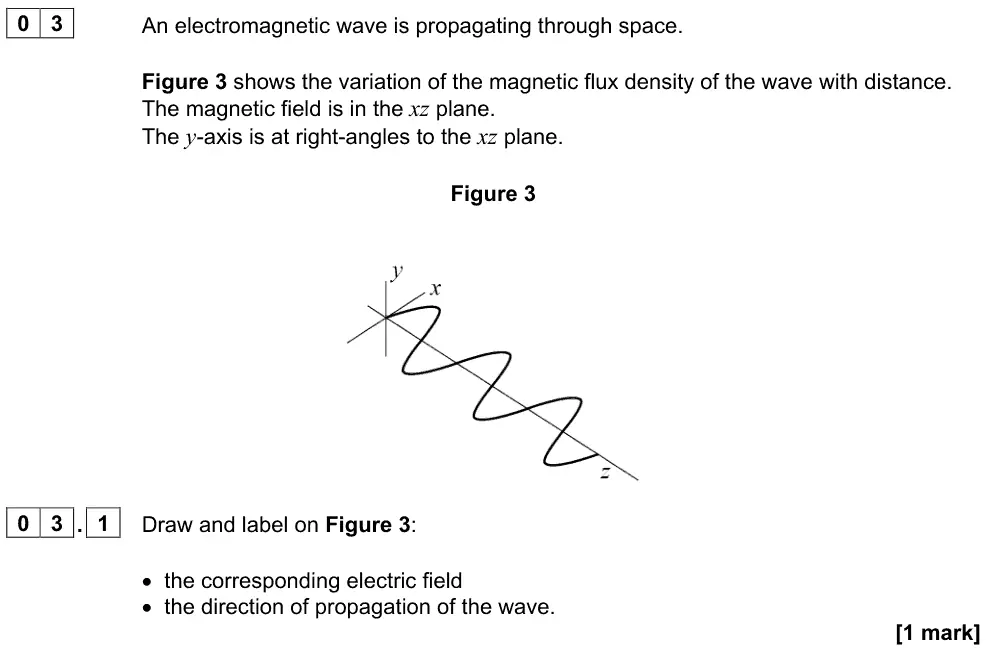 0 3 An electromagnetic wave is propagating through space.
Figure 3 shows the variation of the magnetic flux density of the wave with distance.
The magnetic field is in the xz plane.
The y-axis is at right-angles to the xz plane.
Figure 3
y
x
z
0 3 . 1 Draw and label on Figure 3:
• the corresponding electric field
• the direction of propagation of the wave.
[1 mark]